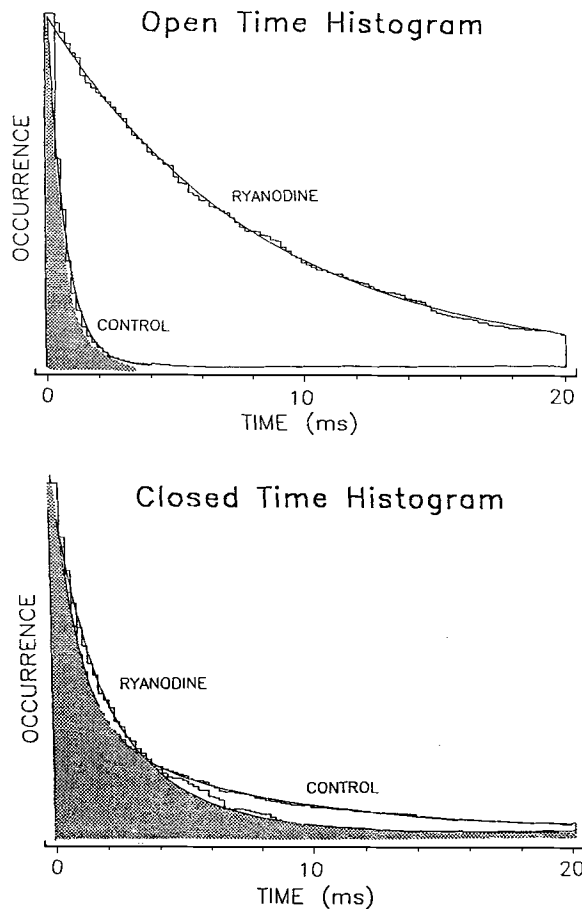 Open Time Histogram
OCCURRENCE
RYANODINE
CONTROL
0 10 20
TIME (ms)
Closed Time Histogram
OCCURRENCE
RYANODINE
CONTROL
0 10 20
TIME (ms)